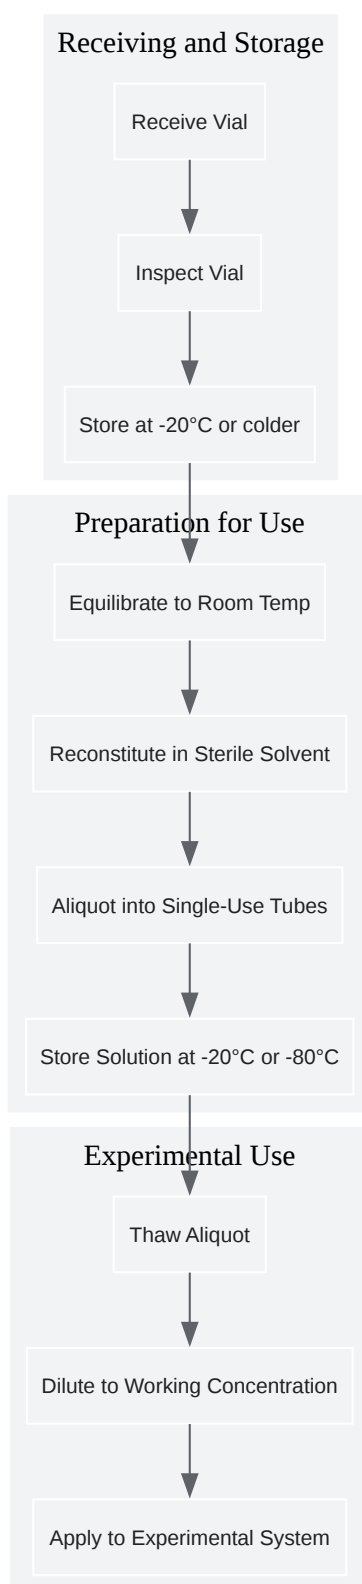 Receiving and Storage
Receive Vial
Inspect Vial
Store at -20°C or colder
Preparation for Use
Equilibrate to Room Temp
Reconstitute in Sterile Solvent
Aliquot into Single-Use Tubes
Store Solution at -20°C or -80°C
Experimental Use
Thaw Aliquot
Dilute to Working Concentration
Apply to Experimental System